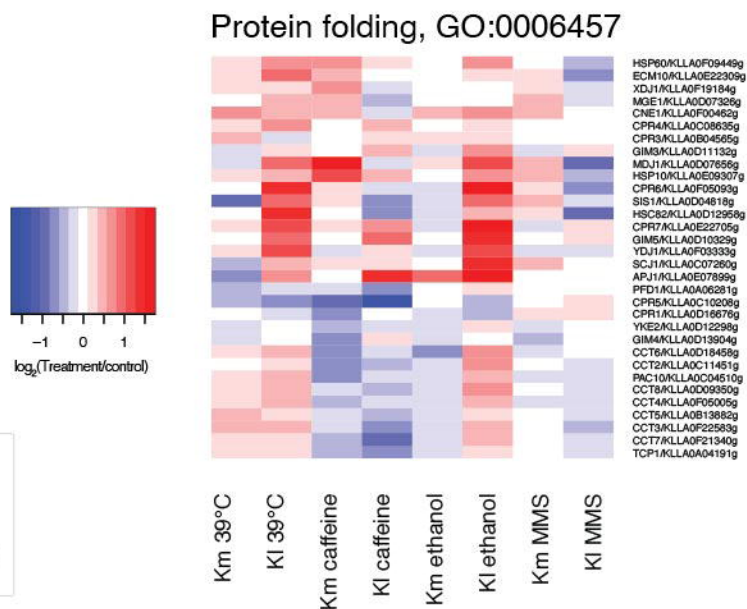 Protein folding, GO:0006457
HSP60/KLLA0F09449g
ECM10/KLLA0E22309g
XDJ1/KLLA0F19184g
MGE1/KLLA0D07326g
CNE1/KLLA0F00462g
CPR4/KLLA0C08635g
CPR3/KLLA0B04565g
GIM3/KLLA0D11132g
MDJ1/KLLA0D07656g
HSP10/KLLA0E09307g
CPR6/KLLA0F05093g
SIS1/KLLA0D04818g
HSC82/KLLA0D12958g
CPR7/KLLA0E22705g
GIM5/KLLA0D10329g
YDJ1/KLLA0F03333g
SCJ1/KLLA0C07260g
APJ1/KLLA0E07899g
PFD1/KLLA0A06281g
CPR5/KLLA0C10208g
CPR1/KLLA0D16676g
YKE2/KLLA0D12298g
GIM4/KLLA0D13904g
CCT6/KLLA0D18458g
CCT2/KLLA0C11451g
PAC10/KLLA0C04510g
CCT8/KLLA0D09350g
CCT4/KLLA0F05005g
CCT5/KLLA0B13882g
CCT3/KLLA0F22583g
CCT7/KLLA0F21340g
TCP1/KLLA0A04191g
−1 0 1
log2(Treatment/control)
Km 39°C
Kl 39°C
Km caffeine
Kl caffeine
Km ethanol
Kl ethanol
Km MMS
Kl MMS